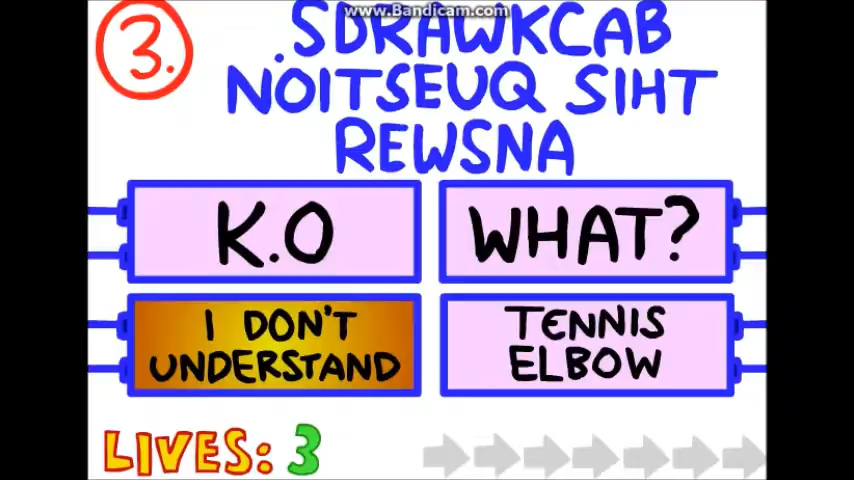 www.Bandicam.com
3.
.SDRAWKCAB
NOITSEUQ SIHT
REWSNA
K.O
WHAT?
I DON'T
UNDERSTAND
TENNIS
ELBOW
LIVES: 3